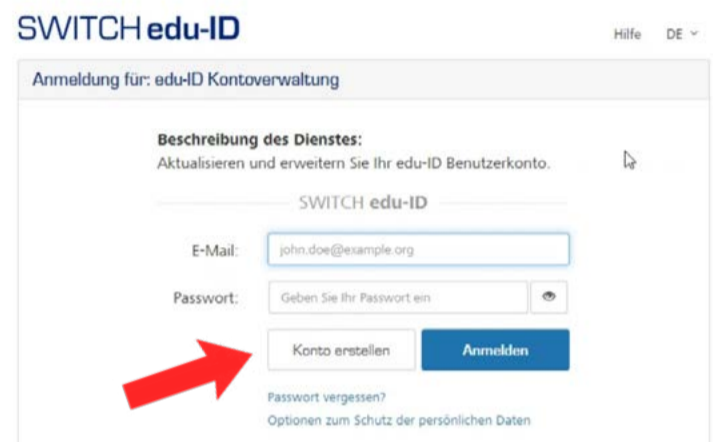 SWITCH edu-ID
Hilfe DE
Anmeldung für: edu-ID Kontoverwaltung
Beschreibung des Dienstes:
Aktualisieren und erweitern Sie Ihr edu-ID Benutzerkonto.
SWITCH edu-ID
E-Mail: john.doe@example.org
Passwort: Geben Sie Ihr Passwort ein
Konto erstellen Anmelden
Passwort vergessen?
Optionen zum Schutz der persönlichen Daten